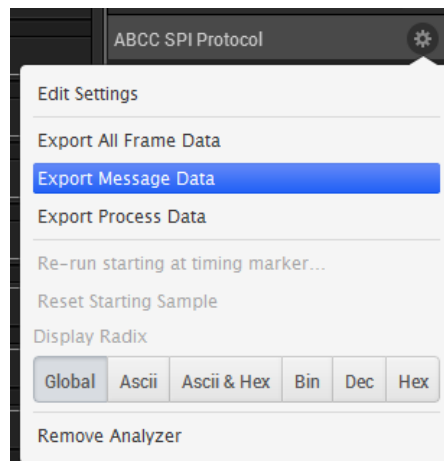 ABCC SPI Protocol
Edit Settings
Export All Frame Data
Export Message Data
Export Process Data
Re-run starting at timing marker...
Reset Starting Sample
Display Radix
Global Ascii Ascii & Hex Bin Dec Hex
Remove Analyzer